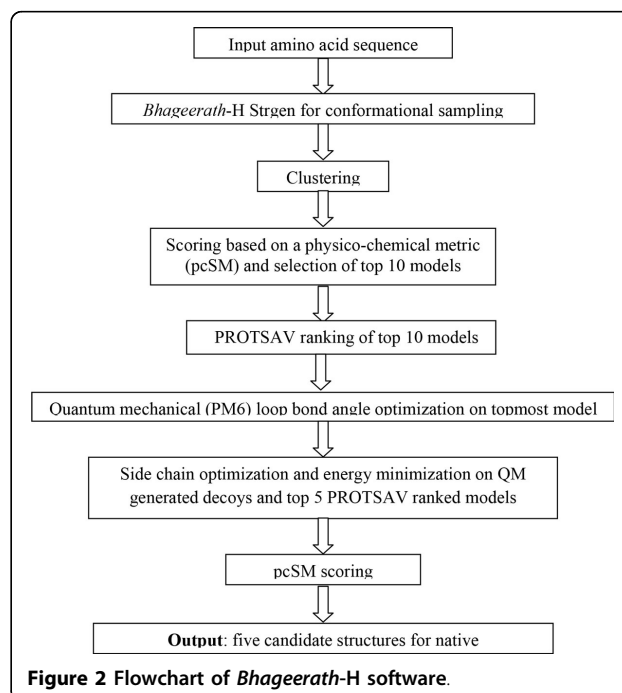 Input amino acid sequence
Bhageerath-H Strgen for conformational sampling
Clustering
Scoring based on a physico-chemical metric
(pcSM) and selection of top 10 models
PROTSAV ranking of top 10 models
Quantum mechanical (PM6) loop bond angle optimization on topmost model
Side chain optimization and energy minimization on QM
generated decoys and top 5 PROTSAV ranked models
pcSM scoring
Output: five candidate structures for native
Figure 2 Flowchart of Bhageerath-H software.